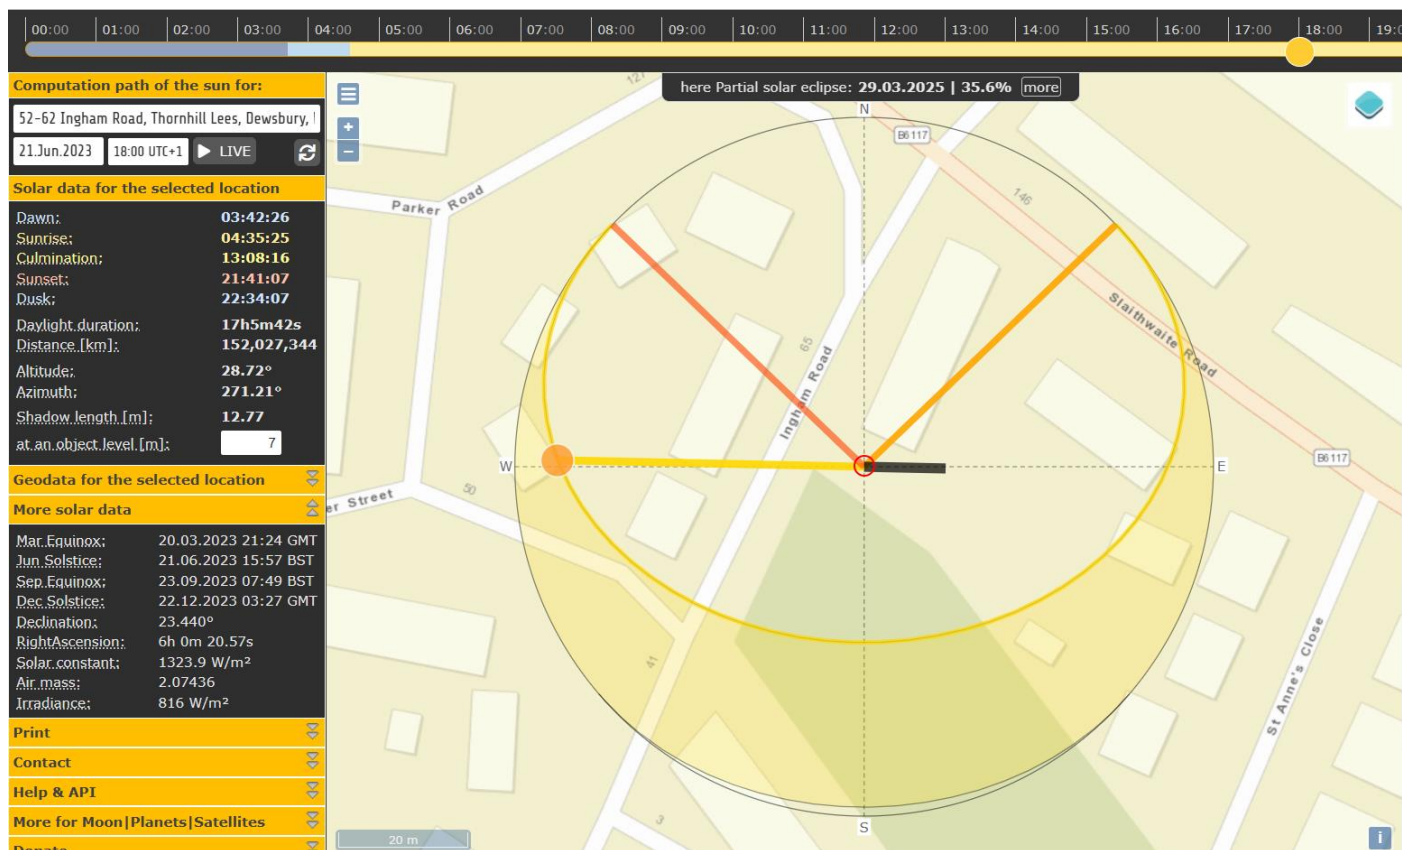 00:00 01:00 02:00 03:00 04:00 05:00 06:00 07:00 08:00 09:00 10:00 11:00 12:00 13:00 14:00 15:00 16:00 17:00 18:00 19:
Computation path of the sun for:
52-62 Ingham Road, Thornhill Lees, Dewsbury,
21.Jun.2023 18:00 UTC+1 LIVE
Solar data for the selected location
Dawn: 03:42:26
Sunrise: 04:35:25
Culmination: 13:08:16
Sunset: 21:41:07
Dusk: 22:34:07
Daylight duration: 17h5m42s
Distance [km]: 152,027,344
Altitude: 28.72°
Azimuth: 271.21°
Shadow length [m]: 12.77
at an object level [m]: 7
Geodata for the selected location
More solar data
Mar Equinox: 20.03.2023 21:24 GMT
Jun Solstice: 21.06.2023 15:57 BST
Sep Equinox: 23.09.2023 07:49 BST
Dec Solstice: 22.12.2023 03:27 GMT
Declination: 23.440°
RightAscension: 6h 0m 20.57s
Solar constant: 1323.9 W/m²
Air mass: 2.07436
Irradiance: 816 W/m²
Print
Contact
Help & API
More for Moon|Planets|Satellites
Donate
here Partial solar eclipse: 29.03.2025 | 35.6% more
+
−
127
N
B6117
Parker Road
146
Slaithwaite Road
65
Ingham Road
W
E
B6117
50
er Street
St Anne's Close
41
3
S
20 m
i